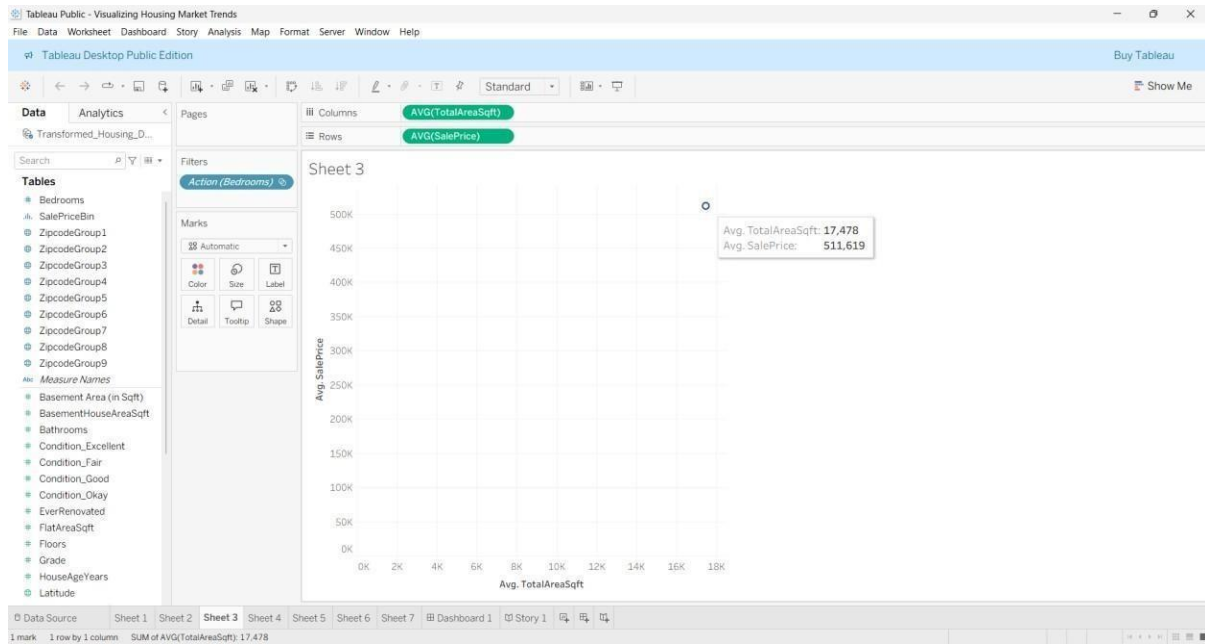 Tableau Public - Visualizing Housing Market Trends
File Data Worksheet Dashboard Story Analysis Map Format Server Window Help
Tableau Desktop Public Edition
Buy Tableau
Standard
Show Me
Data Analytics
Transformed_Housing_D...
Search
Tables
Bedrooms
SalePriceBin
ZipcodeGroup1
ZipcodeGroup2
ZipcodeGroup3
ZipcodeGroup4
ZipcodeGroup5
ZipcodeGroup6
ZipcodeGroup7
ZipcodeGroup8
ZipcodeGroup9
Abc Measure Names
Basement Area (in Sqft)
BasementHouseAreaSqft
Bathrooms
Condition_Excellent
Condition_Fair
Condition_Good
Condition_Okay
EverRenovated
FlatAreaSqft
Floors
Grade
HouseAgeYears
Latitude
Pages
Filters
Action (Bedrooms)
Marks
Automatic
Color Size Label
Detail Tooltip Shape
Columns AVG(TotalAreaSqft)
Rows AVG(SalePrice)
Sheet 3
500K
450K
400K
350K
300K
250K
200K
150K
100K
50K
0K
Avg. SalePrice
Avg. TotalAreaSqft: 17,478
Avg. SalePrice: 511,619
0K 2K 4K 6K 8K 10K 12K 14K 16K 18K
Avg. TotalAreaSqft
Data Source Sheet 1 Sheet 2 Sheet 3 Sheet 4 Sheet 5 Sheet 6 Sheet 7 Dashboard 1 Story 1
1 mark 1 row by 1 column SUM of AVG(TotalAreaSqft): 17,478